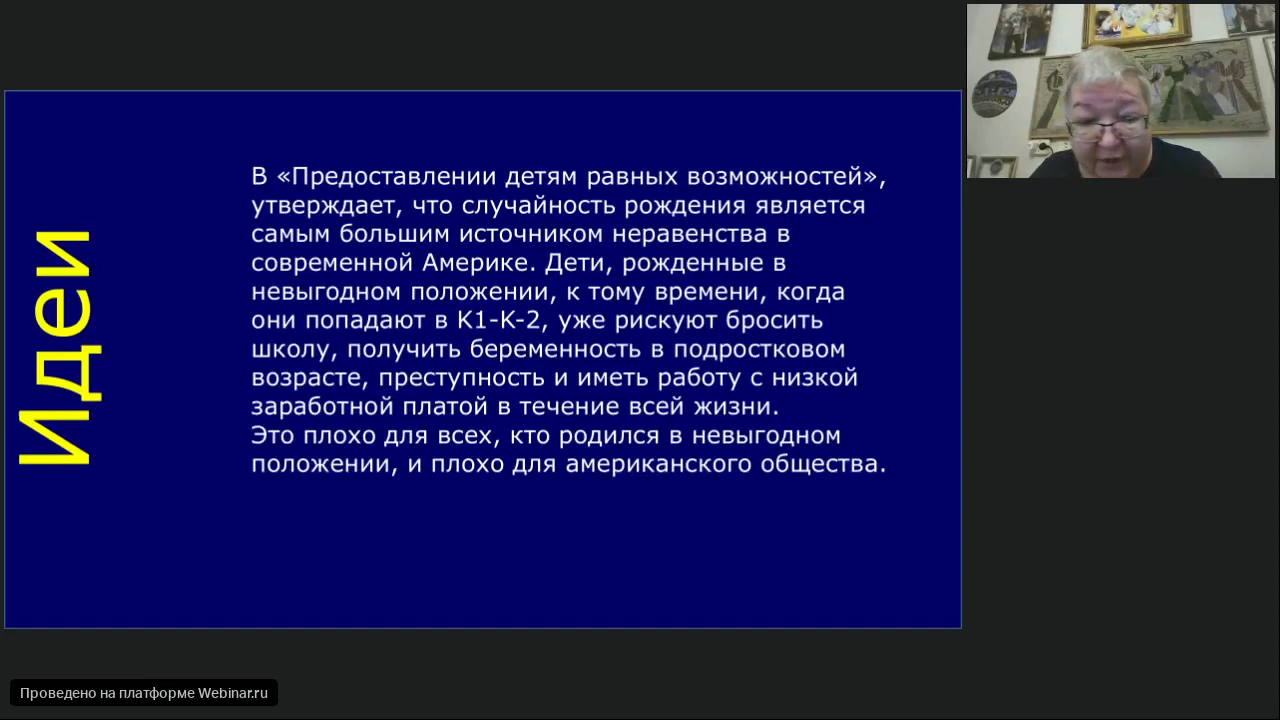 Идеи
В «Предоставлении детям равных возможностей»,
утверждает, что случайность рождения является
самым большим источником неравенства в
современной Америке. Дети, рожденные в
невыгодном положении, к тому времени, когда
они попадают в K1-K-2, уже рискуют бросить
школу, получить беременность в подростковом
возрасте, преступность и иметь работу с низкой
заработной платой в течение всей жизни.
Это плохо для всех, кто родился в невыгодном
положении, и плохо для американского общества.
Проведено на платформе Webinar.ru